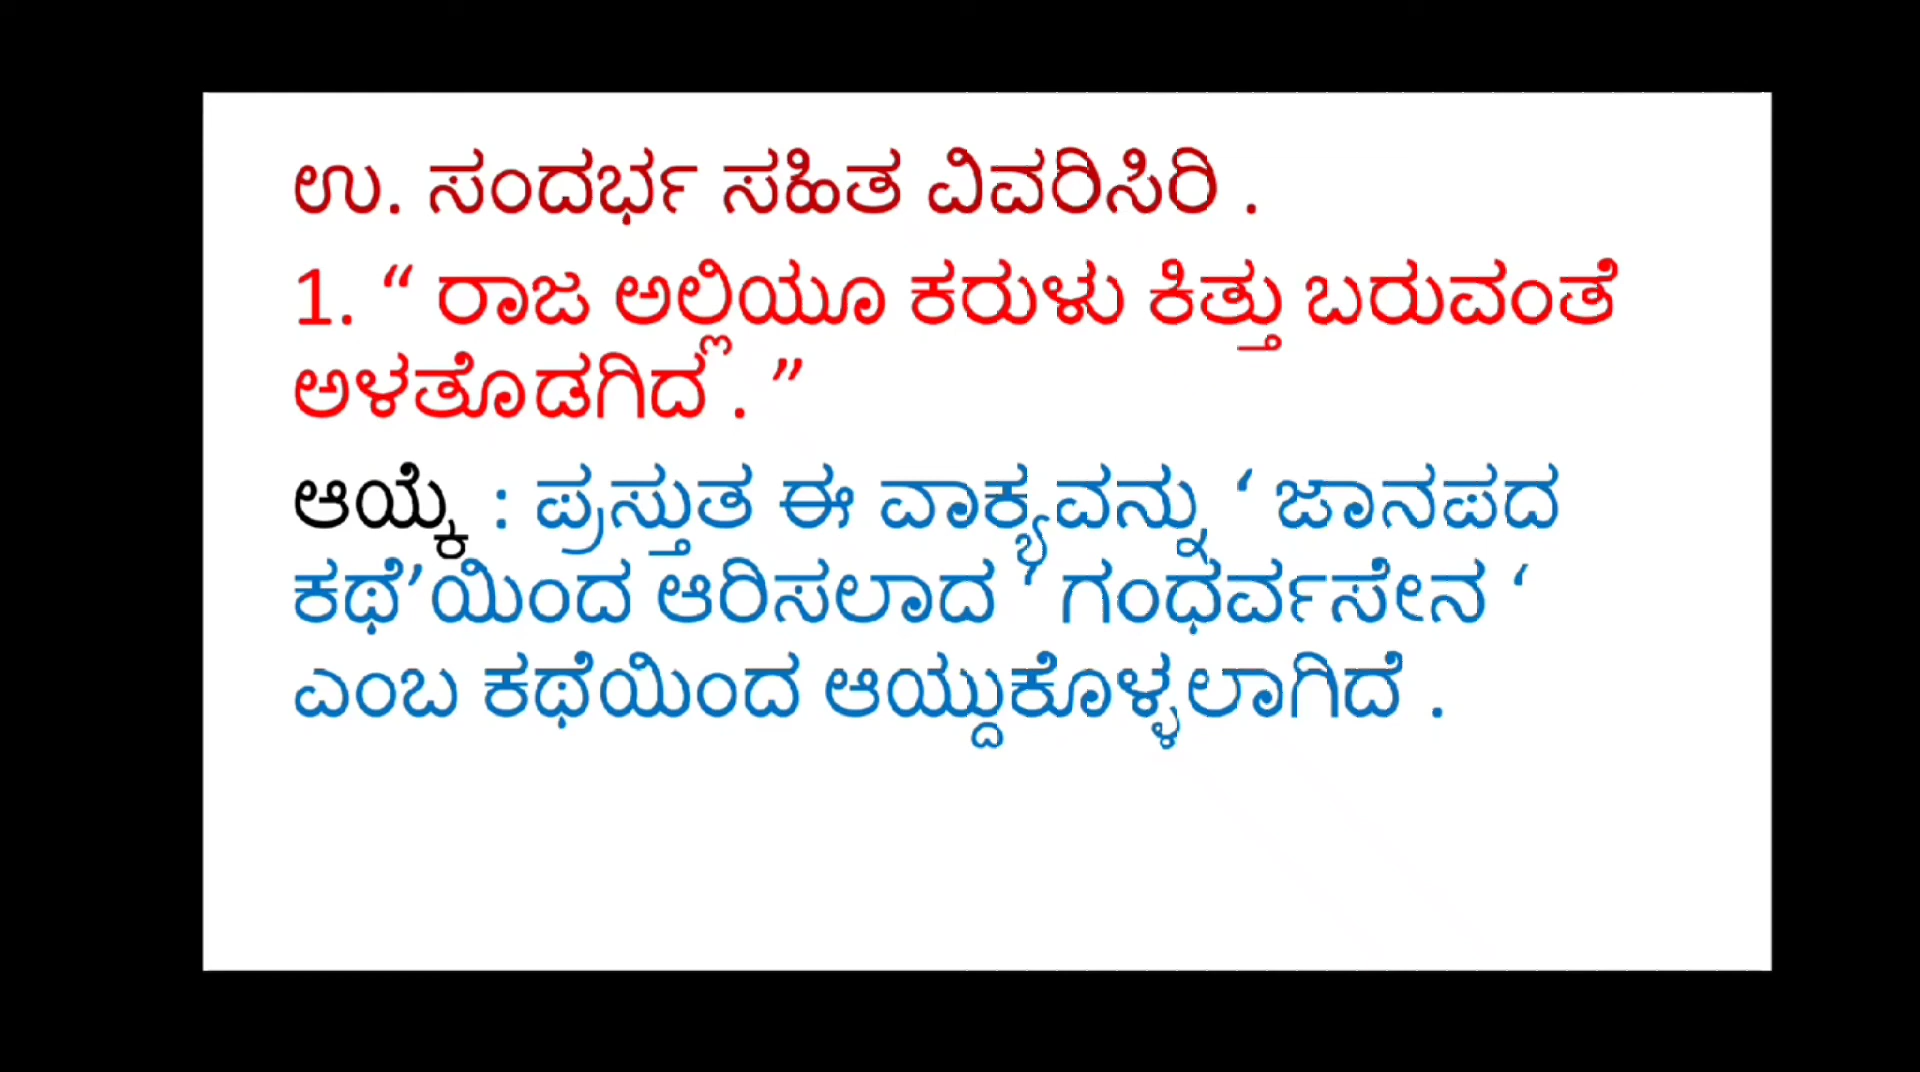 ಉ. ಸಂದರ್ಭ ಸಹಿತ ವಿವರಿಸಿರಿ .
1. “ ರಾಜ ಅಲ್ಲಿಯೂ ಕರುಳು ಕಿತ್ತು ಬರುವಂತೆ
ಅಳತೊಡಗಿದ . ”
ಆಯ್ಕೆ : ಪ್ರಸ್ತುತ ಈ ವಾಕ್ಯವನ್ನು ‘ ಜಾನಪದ
ಕಥೆ’ಯಿಂದ ಆರಿಸಲಾದ ‘ ಗಂಧರ್ವಸೇನ ‘
ಎಂಬ ಕಥೆಯಿಂದ ಆಯ್ದುಕೊಳ್ಳಲಾಗಿದೆ .